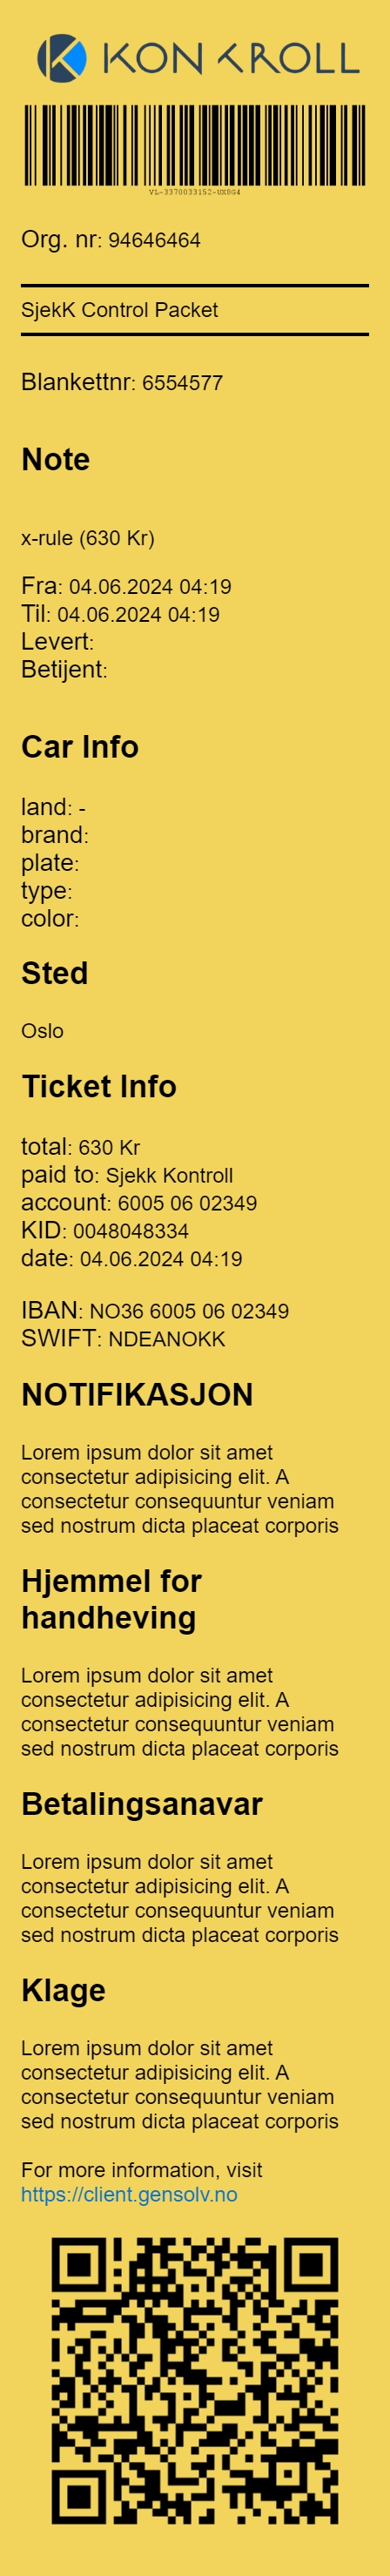 KONTROLL
VL-3370033152-UX8G4
Org. nr: 94646464
SjekK Control Packet
Blankettnr: 6554577
Note
x-rule (630 Kr)
Fra: 04.06.2024 04:19
Til: 04.06.2024 04:19
Levert:
Betijent:
Car Info
land: -
brand:
plate:
type:
color:
Sted
Oslo
Ticket Info
total: 630 Kr
paid to: Sjekk Kontroll
account: 6005 06 02349
KID: 0048048334
date: 04.06.2024 04:19
IBAN: NO36 6005 06 02349
SWIFT: NDEANOKK
NOTIFIKASJON
Lorem ipsum dolor sit amet
consectetur adipisicing elit. A
consectetur consequuntur veniam
sed nostrum dicta placeat corporis
Hjemmel for
handheving
Lorem ipsum dolor sit amet
consectetur adipisicing elit. A
consectetur consequuntur veniam
sed nostrum dicta placeat corporis
Betalingsanavar
Lorem ipsum dolor sit amet
consectetur adipisicing elit. A
consectetur consequuntur veniam
sed nostrum dicta placeat corporis
Klage
Lorem ipsum dolor sit amet
consectetur adipisicing elit. A
consectetur consequuntur veniam
sed nostrum dicta placeat corporis
For more information, visit
https://client.gensolv.no